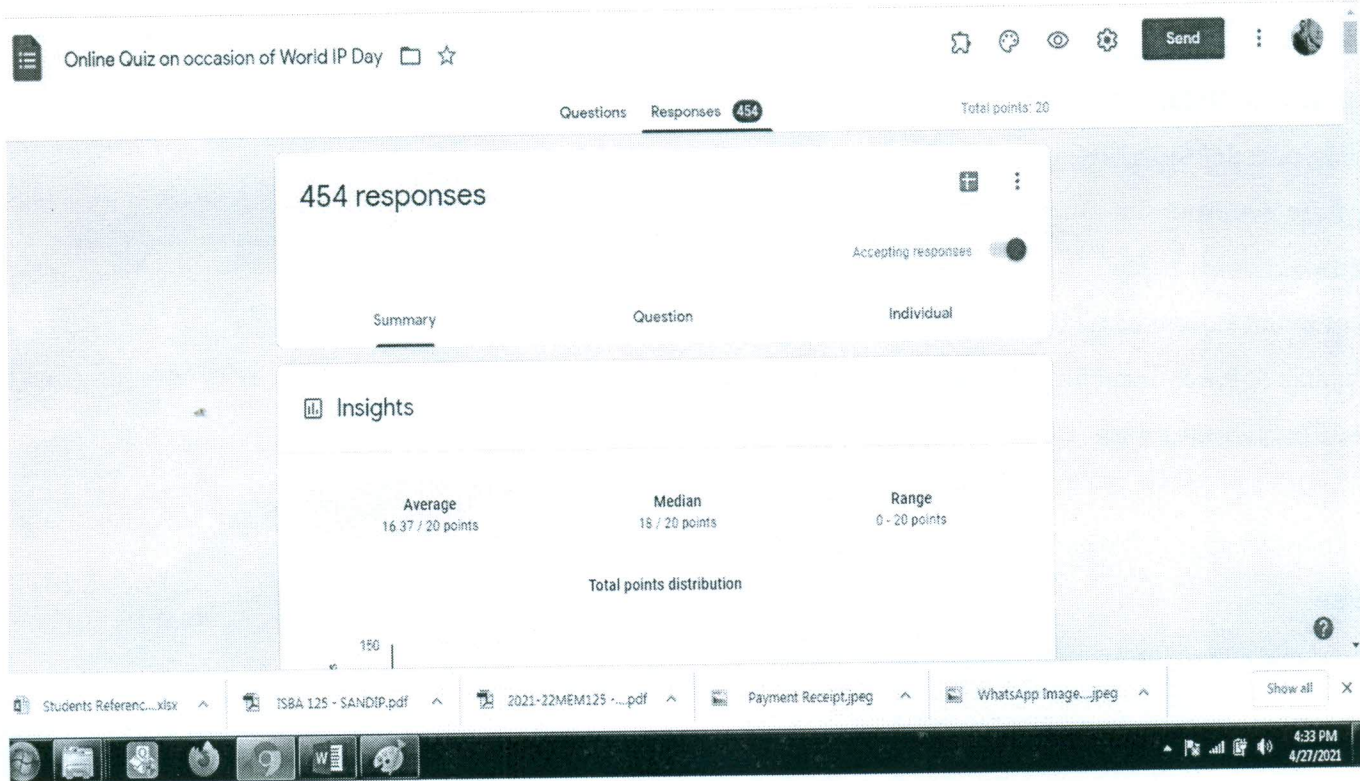 Online Quiz on occasion of World IP Day
Send
Questions Responses 454
Total points: 20
454 responses
Accepting responses
Summary Question Individual
Insights
Average Median Range
16.37 / 20 points 18 / 20 points 0 - 20 points
Total points distribution
150
Students Referenc....xlsx ISBA 125 - SANDIP.pdf 2021-22MEM125 -....pdf Payment Receipt.jpeg WhatsApp Image....jpeg Show all
4:33 PM
4/27/2021